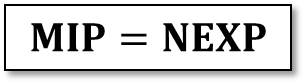 MIP = NEXP